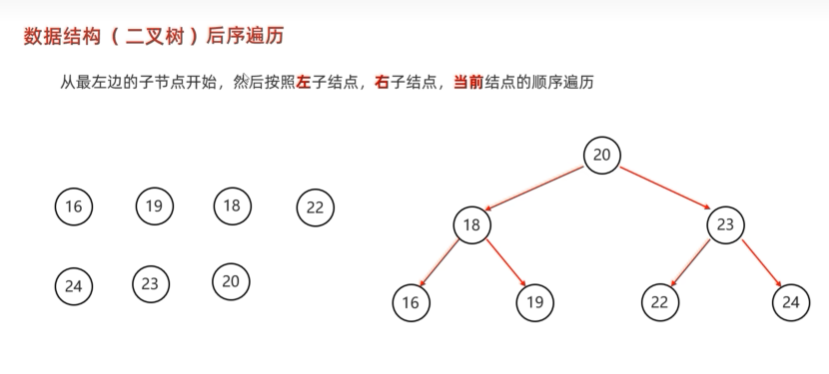 数据结构（二叉树）后序遍历
从最左边的子节点开始，然后按照左子结点，右子结点，当前结点的顺序遍历
16 19 18 22
24 23 20
20
18 23
16 19 22 24